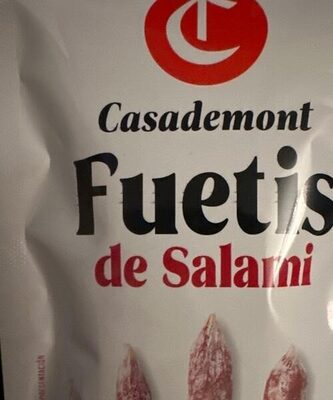 Casademont
Fuetis
de Salami